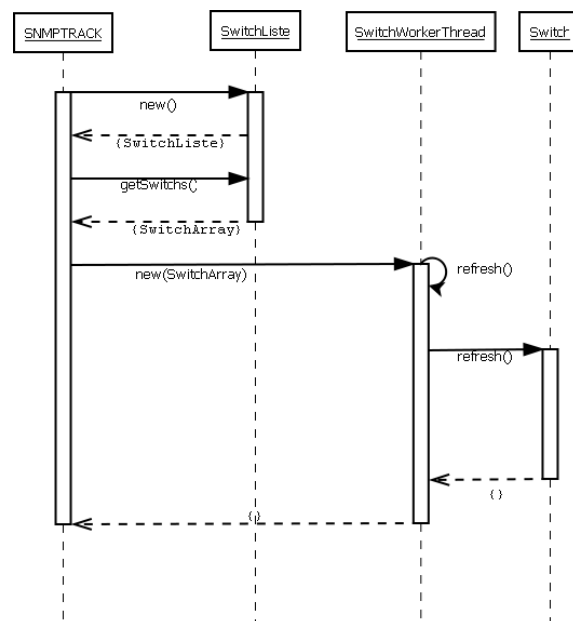 SNMPTRACK
SwitchListe
SwitchWorkerThread
Switch
new()
{SwitchListe}
getSwitchs()
{SwitchArray}
new(SwitchArray)
refresh()
refresh()
{}
{}